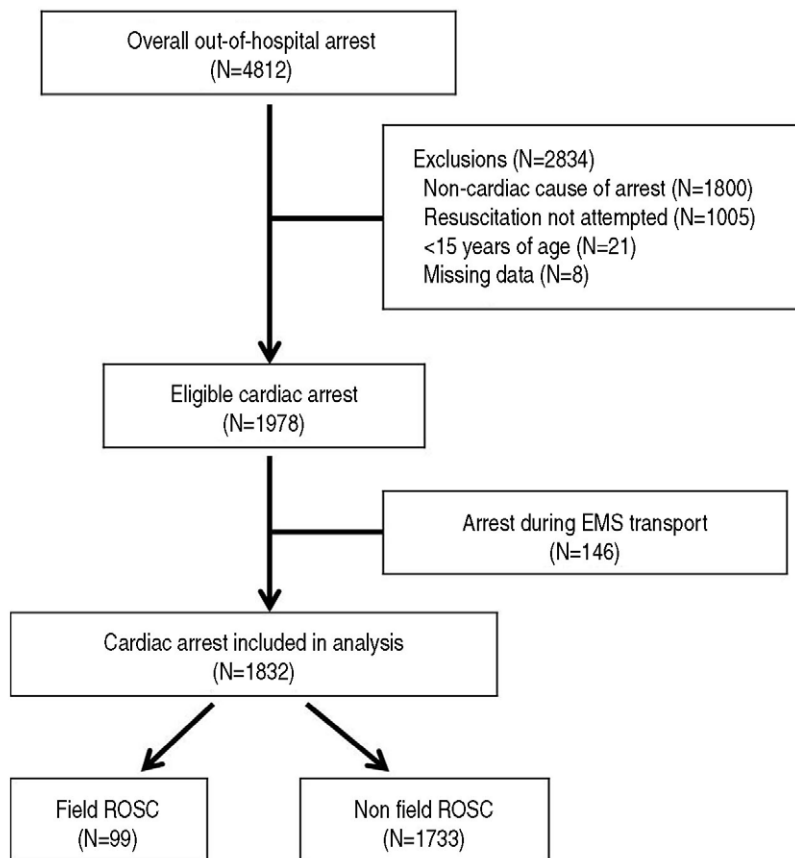 Overall out-of-hospital arrest
(N=4812)
Exclusions (N=2834)
Non-cardiac cause of arrest (N=1800)
Resuscitation not attempted (N=1005)
<15 years of age (N=21)
Missing data (N=8)
Eligible cardiac arrest
(N=1978)
Arrest during EMS transport
(N=146)
Cardiac arrest included in analysis
(N=1832)
Field ROSC
(N=99)
Non field ROSC
(N=1733)